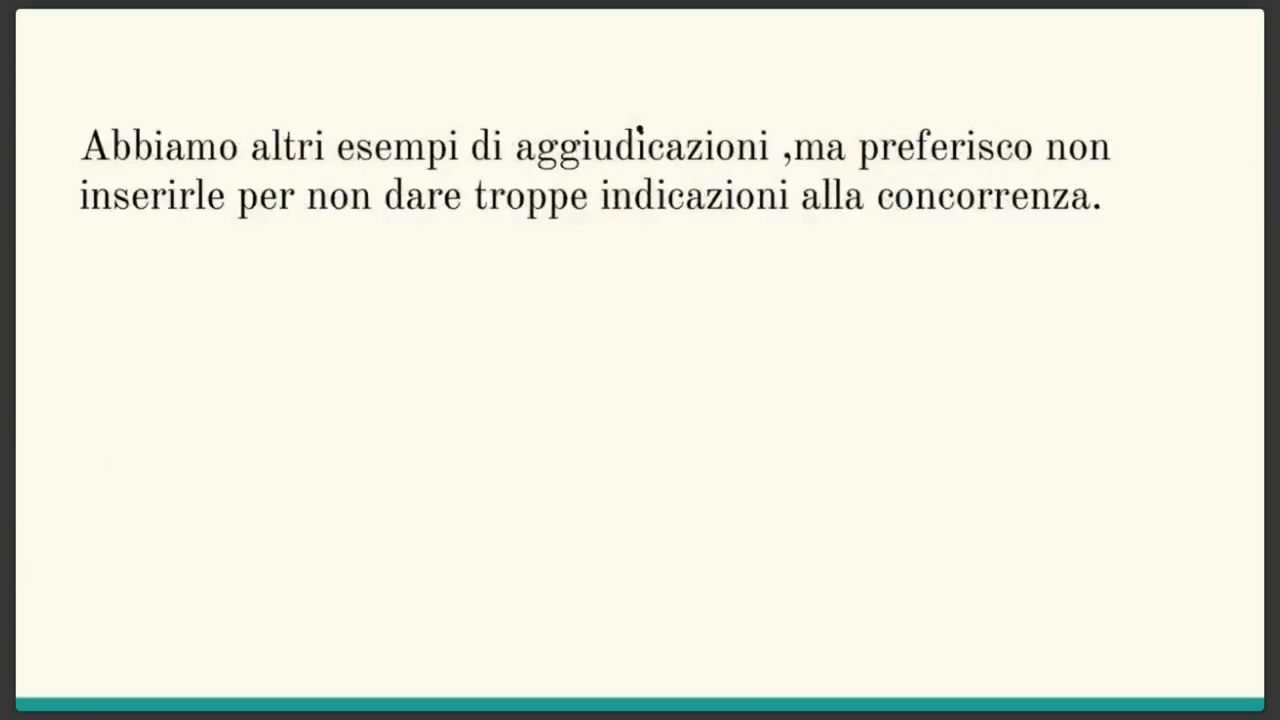 Abbiamo altri esempi di aggiudicazioni ,ma preferisco non
inserirle per non dare troppe indicazioni alla concorrenza.